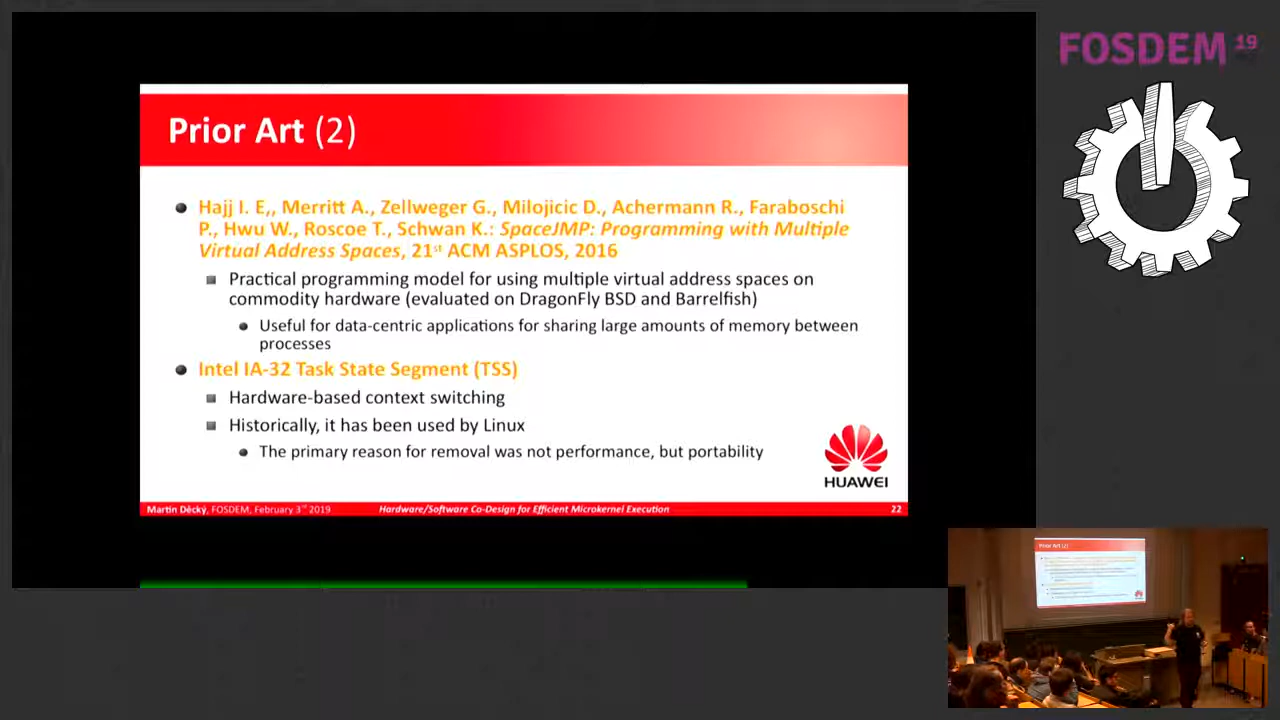 FOSDEM 19
Prior Art (2)
Hajj I. E,, Merritt A., Zellweger G., Milojicic D., Achermann R., Faraboschi
P., Hwu W., Roscoe T., Schwan K.: SpaceJMP: Programming with Multiple
Virtual Address Spaces, 21st ACM ASPLOS, 2016
Practical programming model for using multiple virtual address spaces on
commodity hardware (evaluated on DragonFly BSD and Barrelfish)
Useful for data-centric applications for sharing large amounts of memory between
processes
Intel IA-32 Task State Segment (TSS)
Hardware-based context switching
Historically, it has been used by Linux
The primary reason for removal was not performance, but portability
HUAWEI
Martin Děcký, FOSDEM, February 3rd 2019 Hardware/Software Co-Design for Efficient Microkernel Execution 22
Prior Art (2)